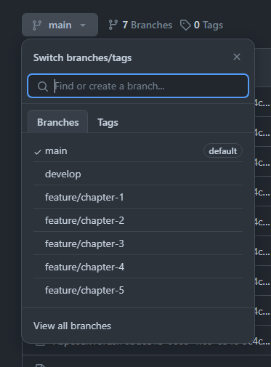 main 7 Branches 0 Tags
Switch branches/tags
Find or create a branch...
Branches Tags
main default
develop
feature/chapter-1
feature/chapter-2
feature/chapter-3
feature/chapter-4
feature/chapter-5
View all branches